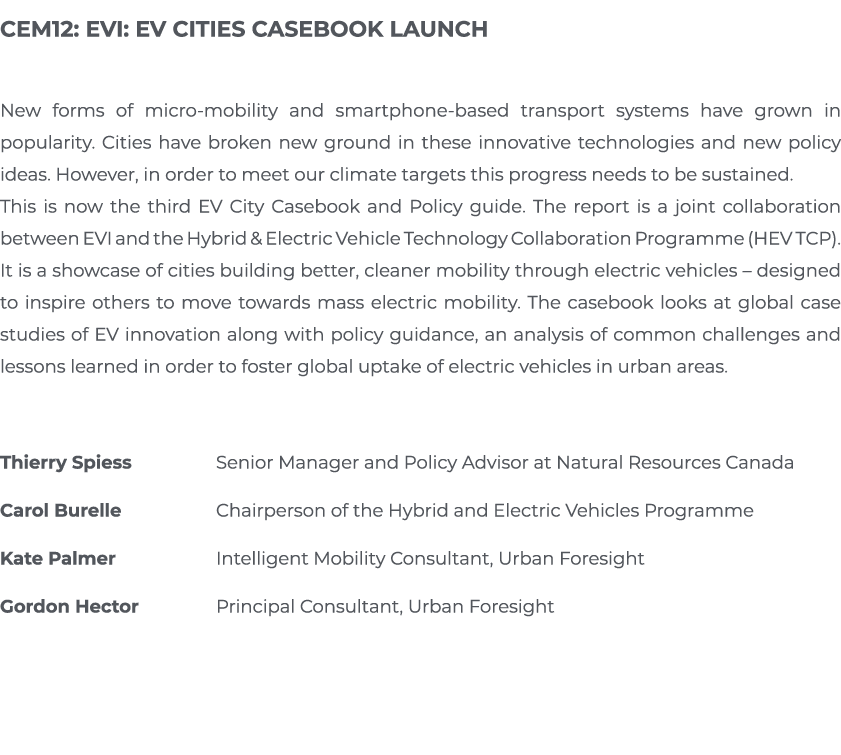 CEM12: EVI: EV CITIES CASEBOOK LAUNCH
New forms of micro-mobility and smartphone-based transport systems have grown in
popularity. Cities have broken new ground in these innovative technologies and new policy
ideas. However, in order to meet our climate targets this progress needs to be sustained.
This is now the third EV City Casebook and Policy guide. The report is a joint collaboration
between EVI and the Hybrid & Electric Vehicle Technology Collaboration Programme (HEV TCP).
It is a showcase of cities building better, cleaner mobility through electric vehicles – designed
to inspire others to move towards mass electric mobility. The casebook looks at global case
studies of EV innovation along with policy guidance, an analysis of common challenges and
lessons learned in order to foster global uptake of electric vehicles in urban areas.
Thierry Spiess Senior Manager and Policy Advisor at Natural Resources Canada
Carol Burelle Chairperson of the Hybrid and Electric Vehicles Programme
Kate Palmer Intelligent Mobility Consultant, Urban Foresight
Gordon Hector Principal Consultant, Urban Foresight